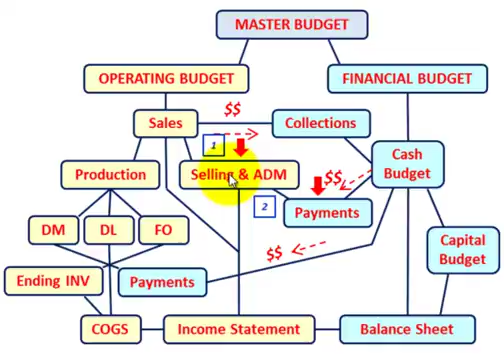 MASTER BUDGET
OPERATING BUDGET
FINANCIAL BUDGET
$$
Sales
Collections
1
Cash
Budget
Production
Selling & ADM
$$
2
Payments
DM
DL
FO
Capital
Budget
$$
Ending INV
Payments
COGS
Income Statement
Balance Sheet